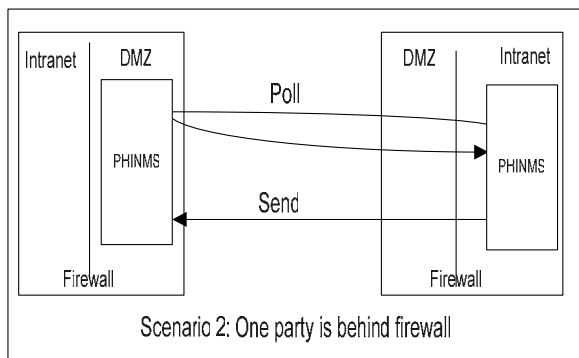 Intranet
DMZ
PHINMS
Firewall
Poll
Send
DMZ
Intranet
PHINMS
Firewall
Scenario 2: One party is behind firewall